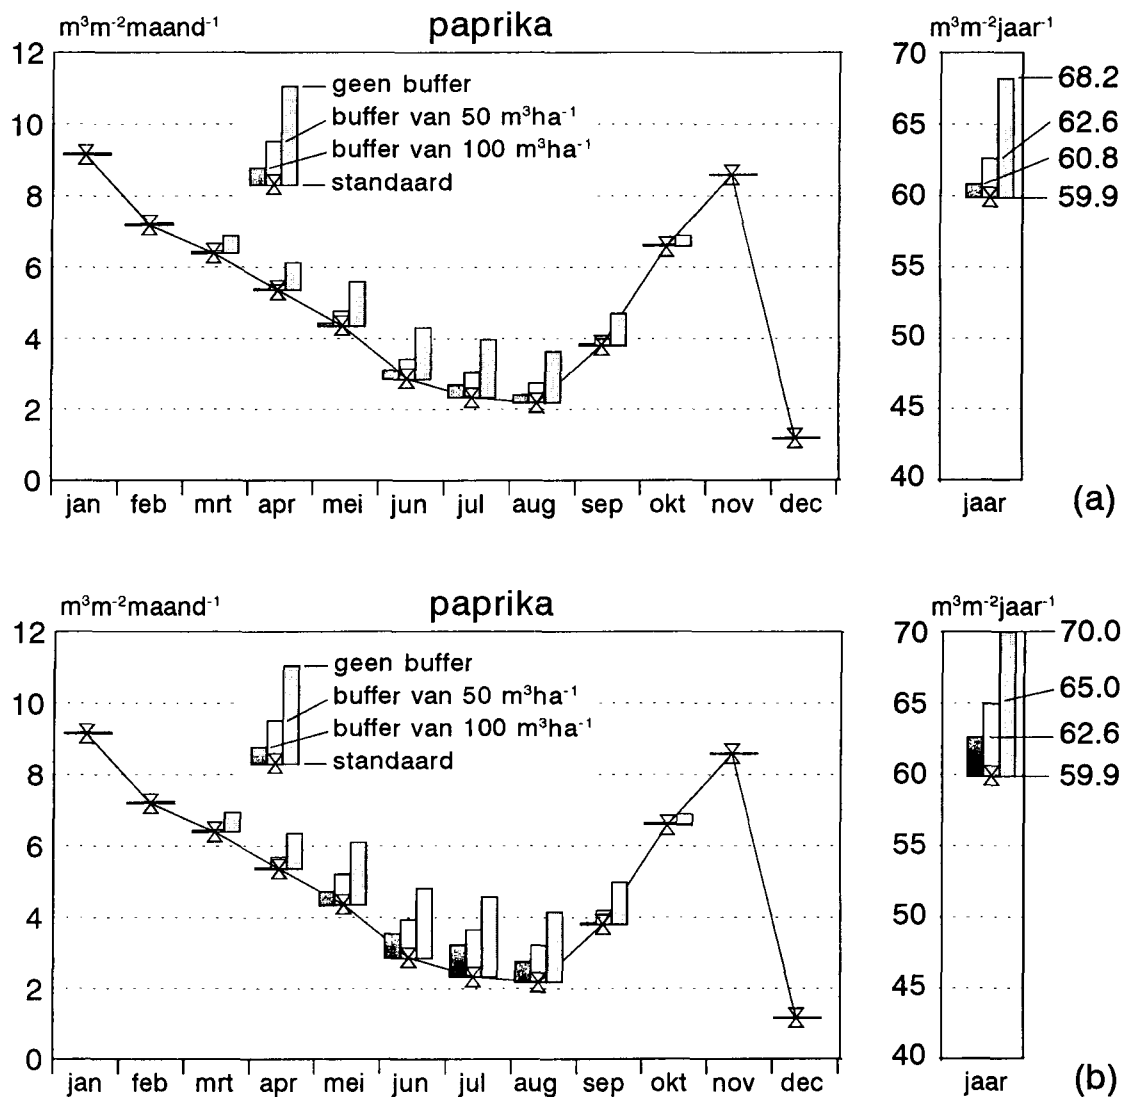 m³m⁻²maand⁻¹ paprika m³m⁻²jaar⁻¹
12 70
geen buffer 68.2
10 buffer van 50 m³ha⁻¹ 65 62.6
buffer van 100 m³ha⁻¹ 60.8
8 standaard 60 59.9
6 55
4 50
2 45
0 40
jan feb mrt apr mei jun jul aug sep okt nov dec jaar (a)
m³m⁻²maand⁻¹ paprika m³m⁻²jaar⁻¹
12 70 70.0
geen buffer
10 buffer van 50 m³ha⁻¹ 65 65.0
buffer van 100 m³ha⁻¹ 62.6
8 standaard 60 59.9
6 55
4 50
2 45
0 40
jan feb mrt apr mei jun jul aug sep okt nov dec jaar (b)